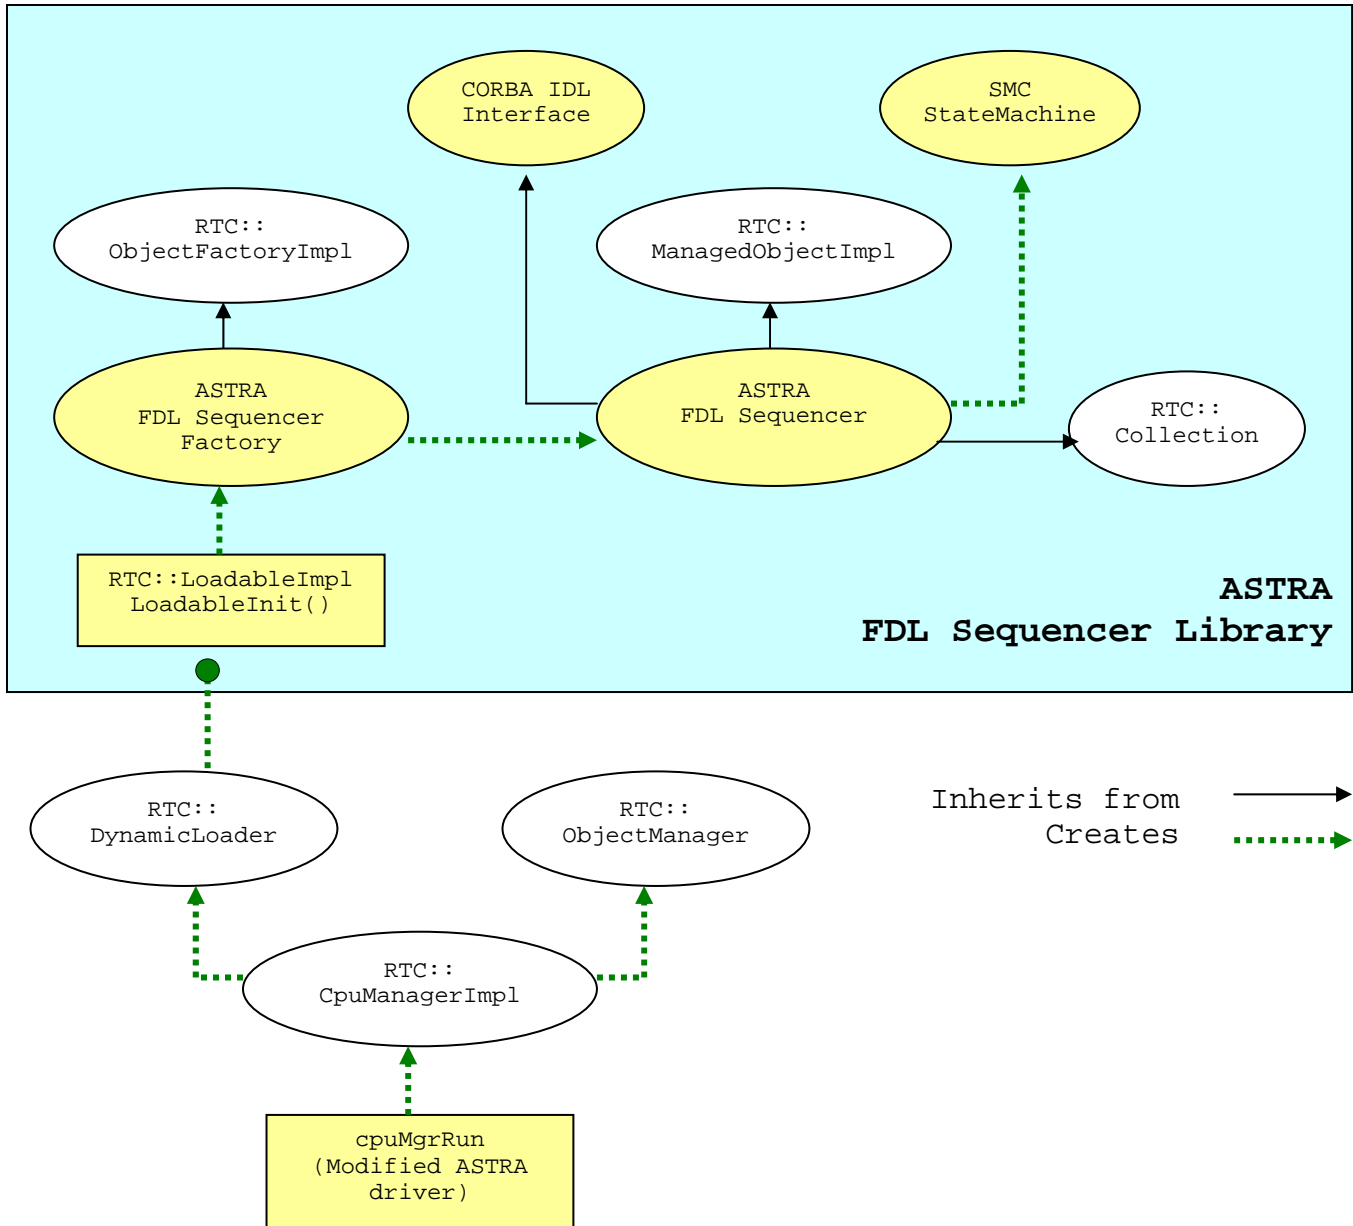 CORBA IDL
Interface
SMC
StateMachine
RTC::
ObjectFactoryImpl
RTC::
ManagedObjectImpl
ASTRA
FDL Sequencer
Factory
ASTRA
FDL Sequencer
RTC::
Collection
RTC::LoadableImpl
LoadableInit()
ASTRA
FDL Sequencer Library
RTC::
DynamicLoader
RTC::
ObjectManager
Inherits from
Creates
RTC::
CpuManagerImpl
cpuMgrRun
(Modified ASTRA
driver)